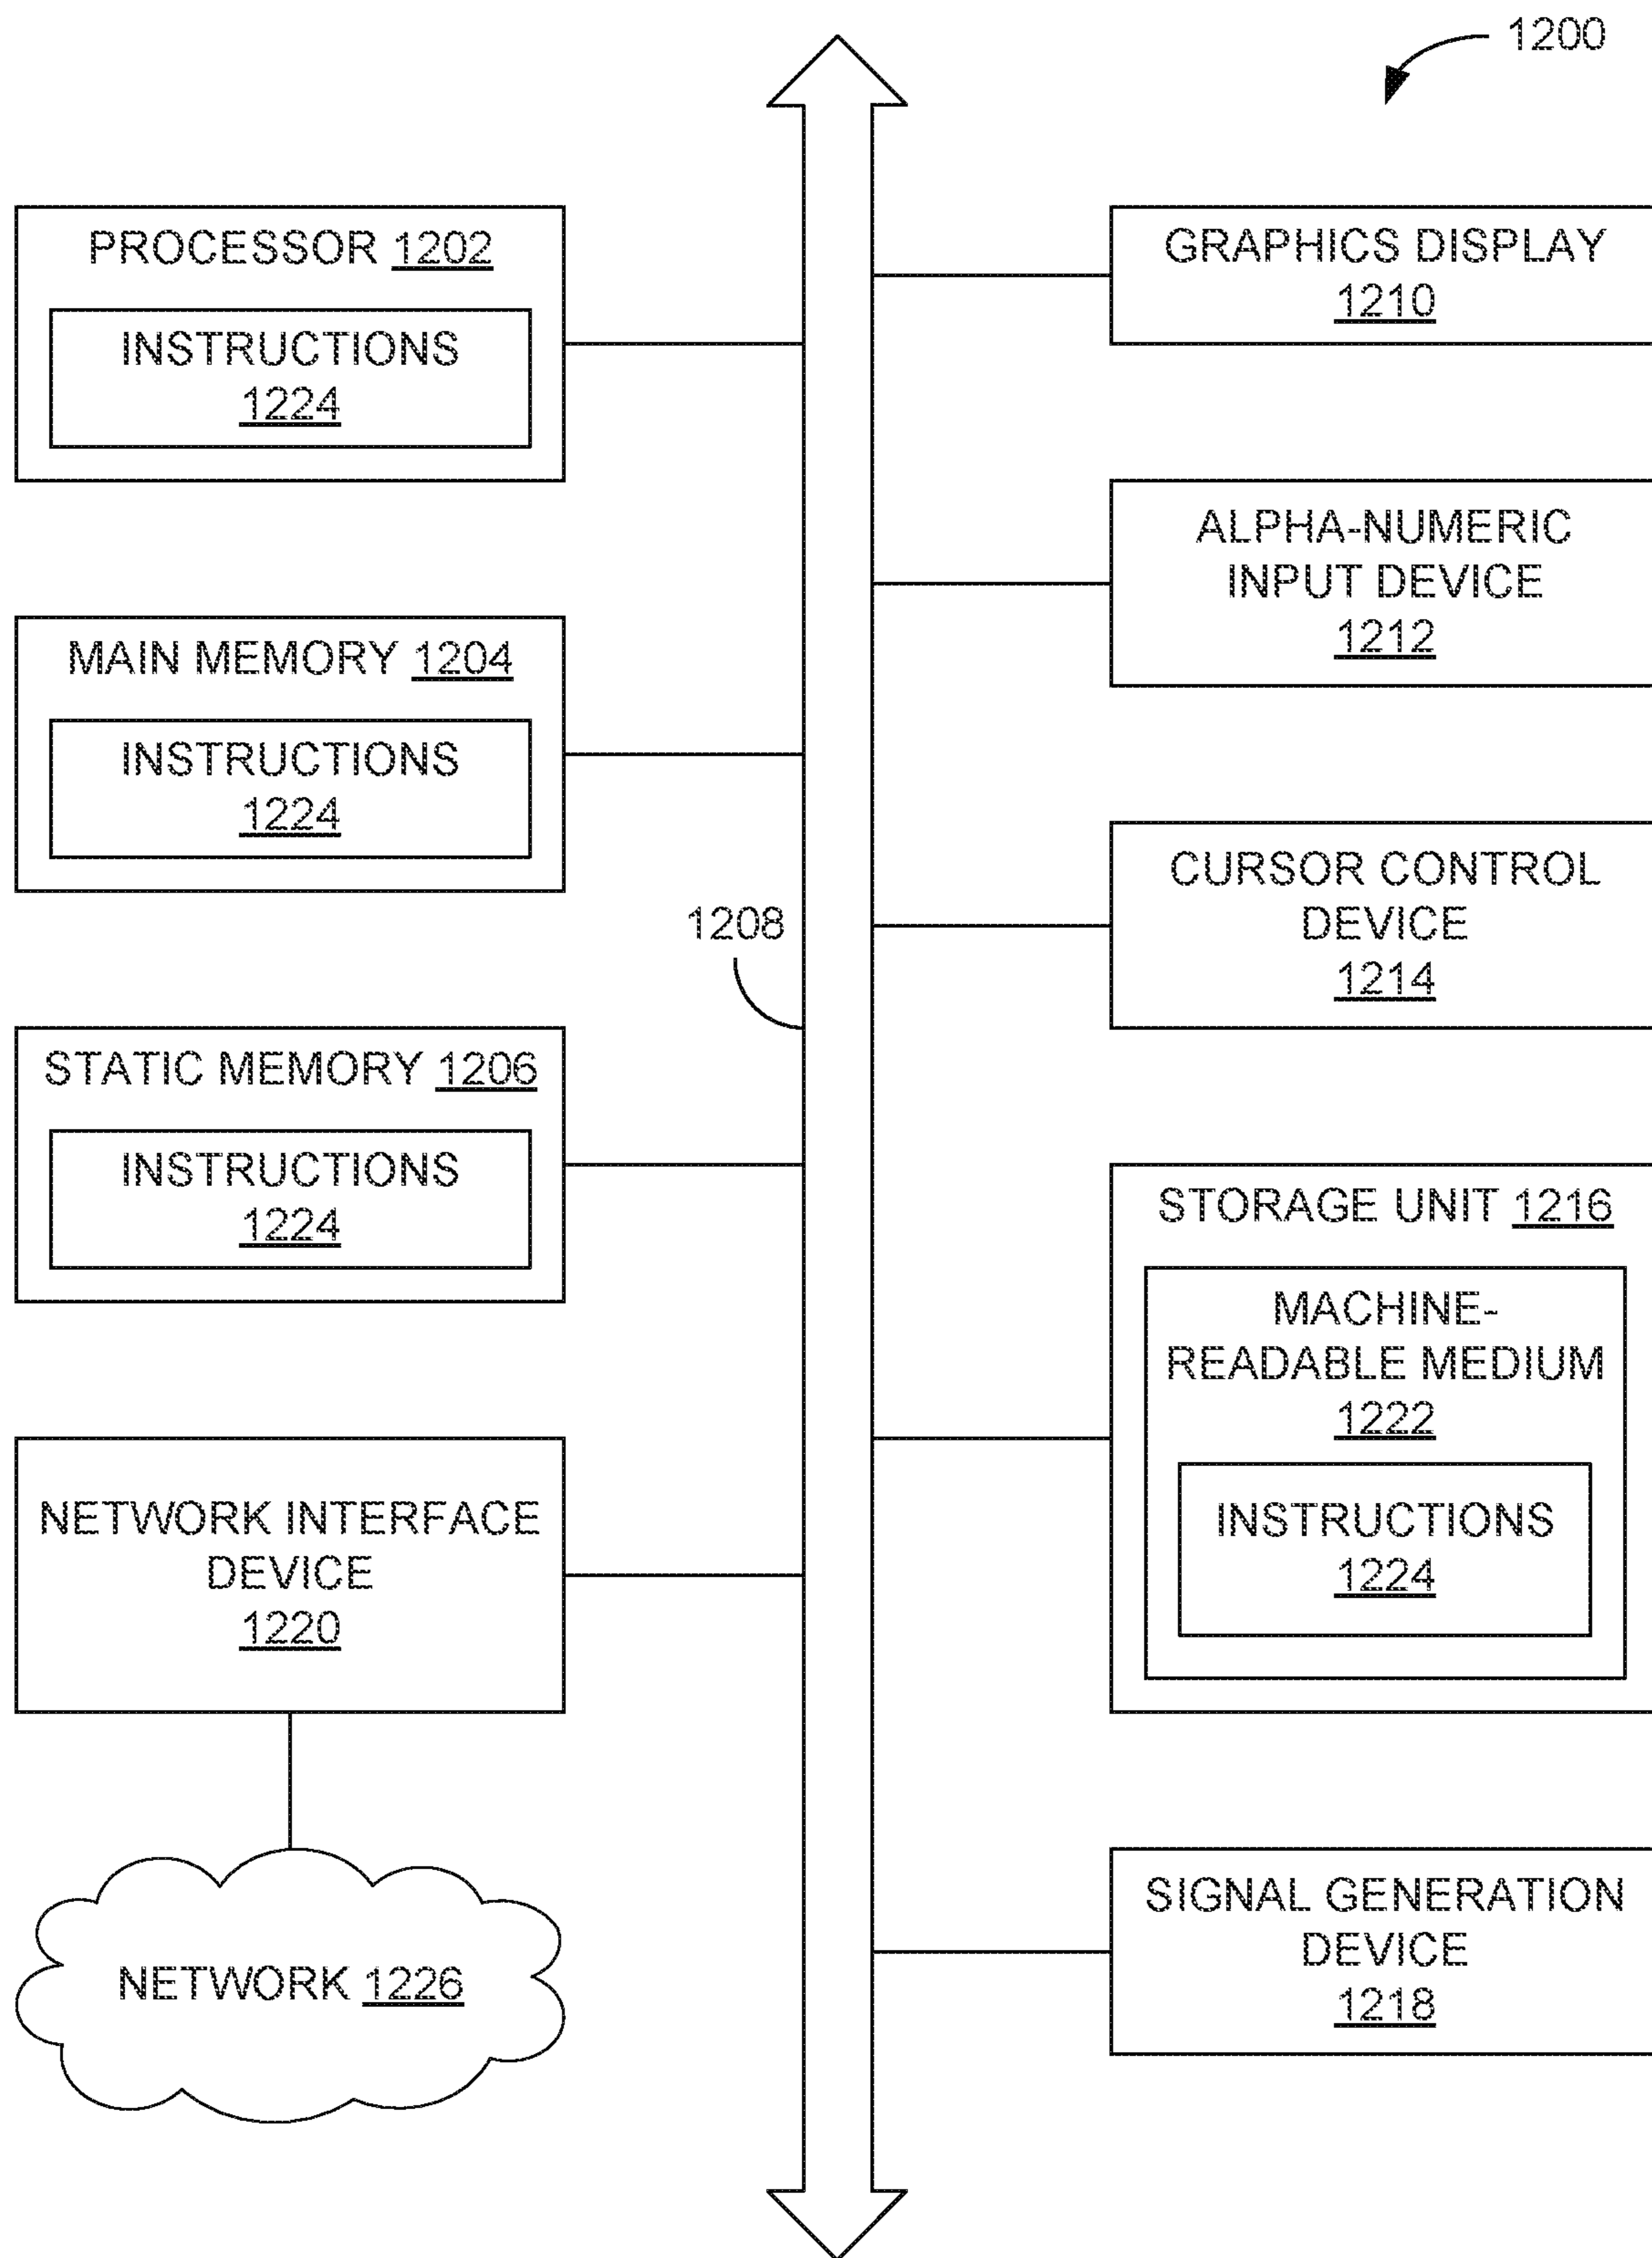 1200
PROCESSOR 1202
INSTRUCTIONS
1224
MAIN MEMORY 1204
INSTRUCTIONS
1224
1208
STATIC MEMORY 1206
INSTRUCTIONS
1224
NETWORK INTERFACE
DEVICE
1220
NETWORK 1226
GRAPHICS DISPLAY
1210
ALPHA-NUMERIC
INPUT DEVICE
1212
CURSOR CONTROL
DEVICE
1214
STORAGE UNIT 1216
MACHINE-
READABLE MEDIUM
1222
INSTRUCTIONS
1224
SIGNAL GENERATION
DEVICE
1218